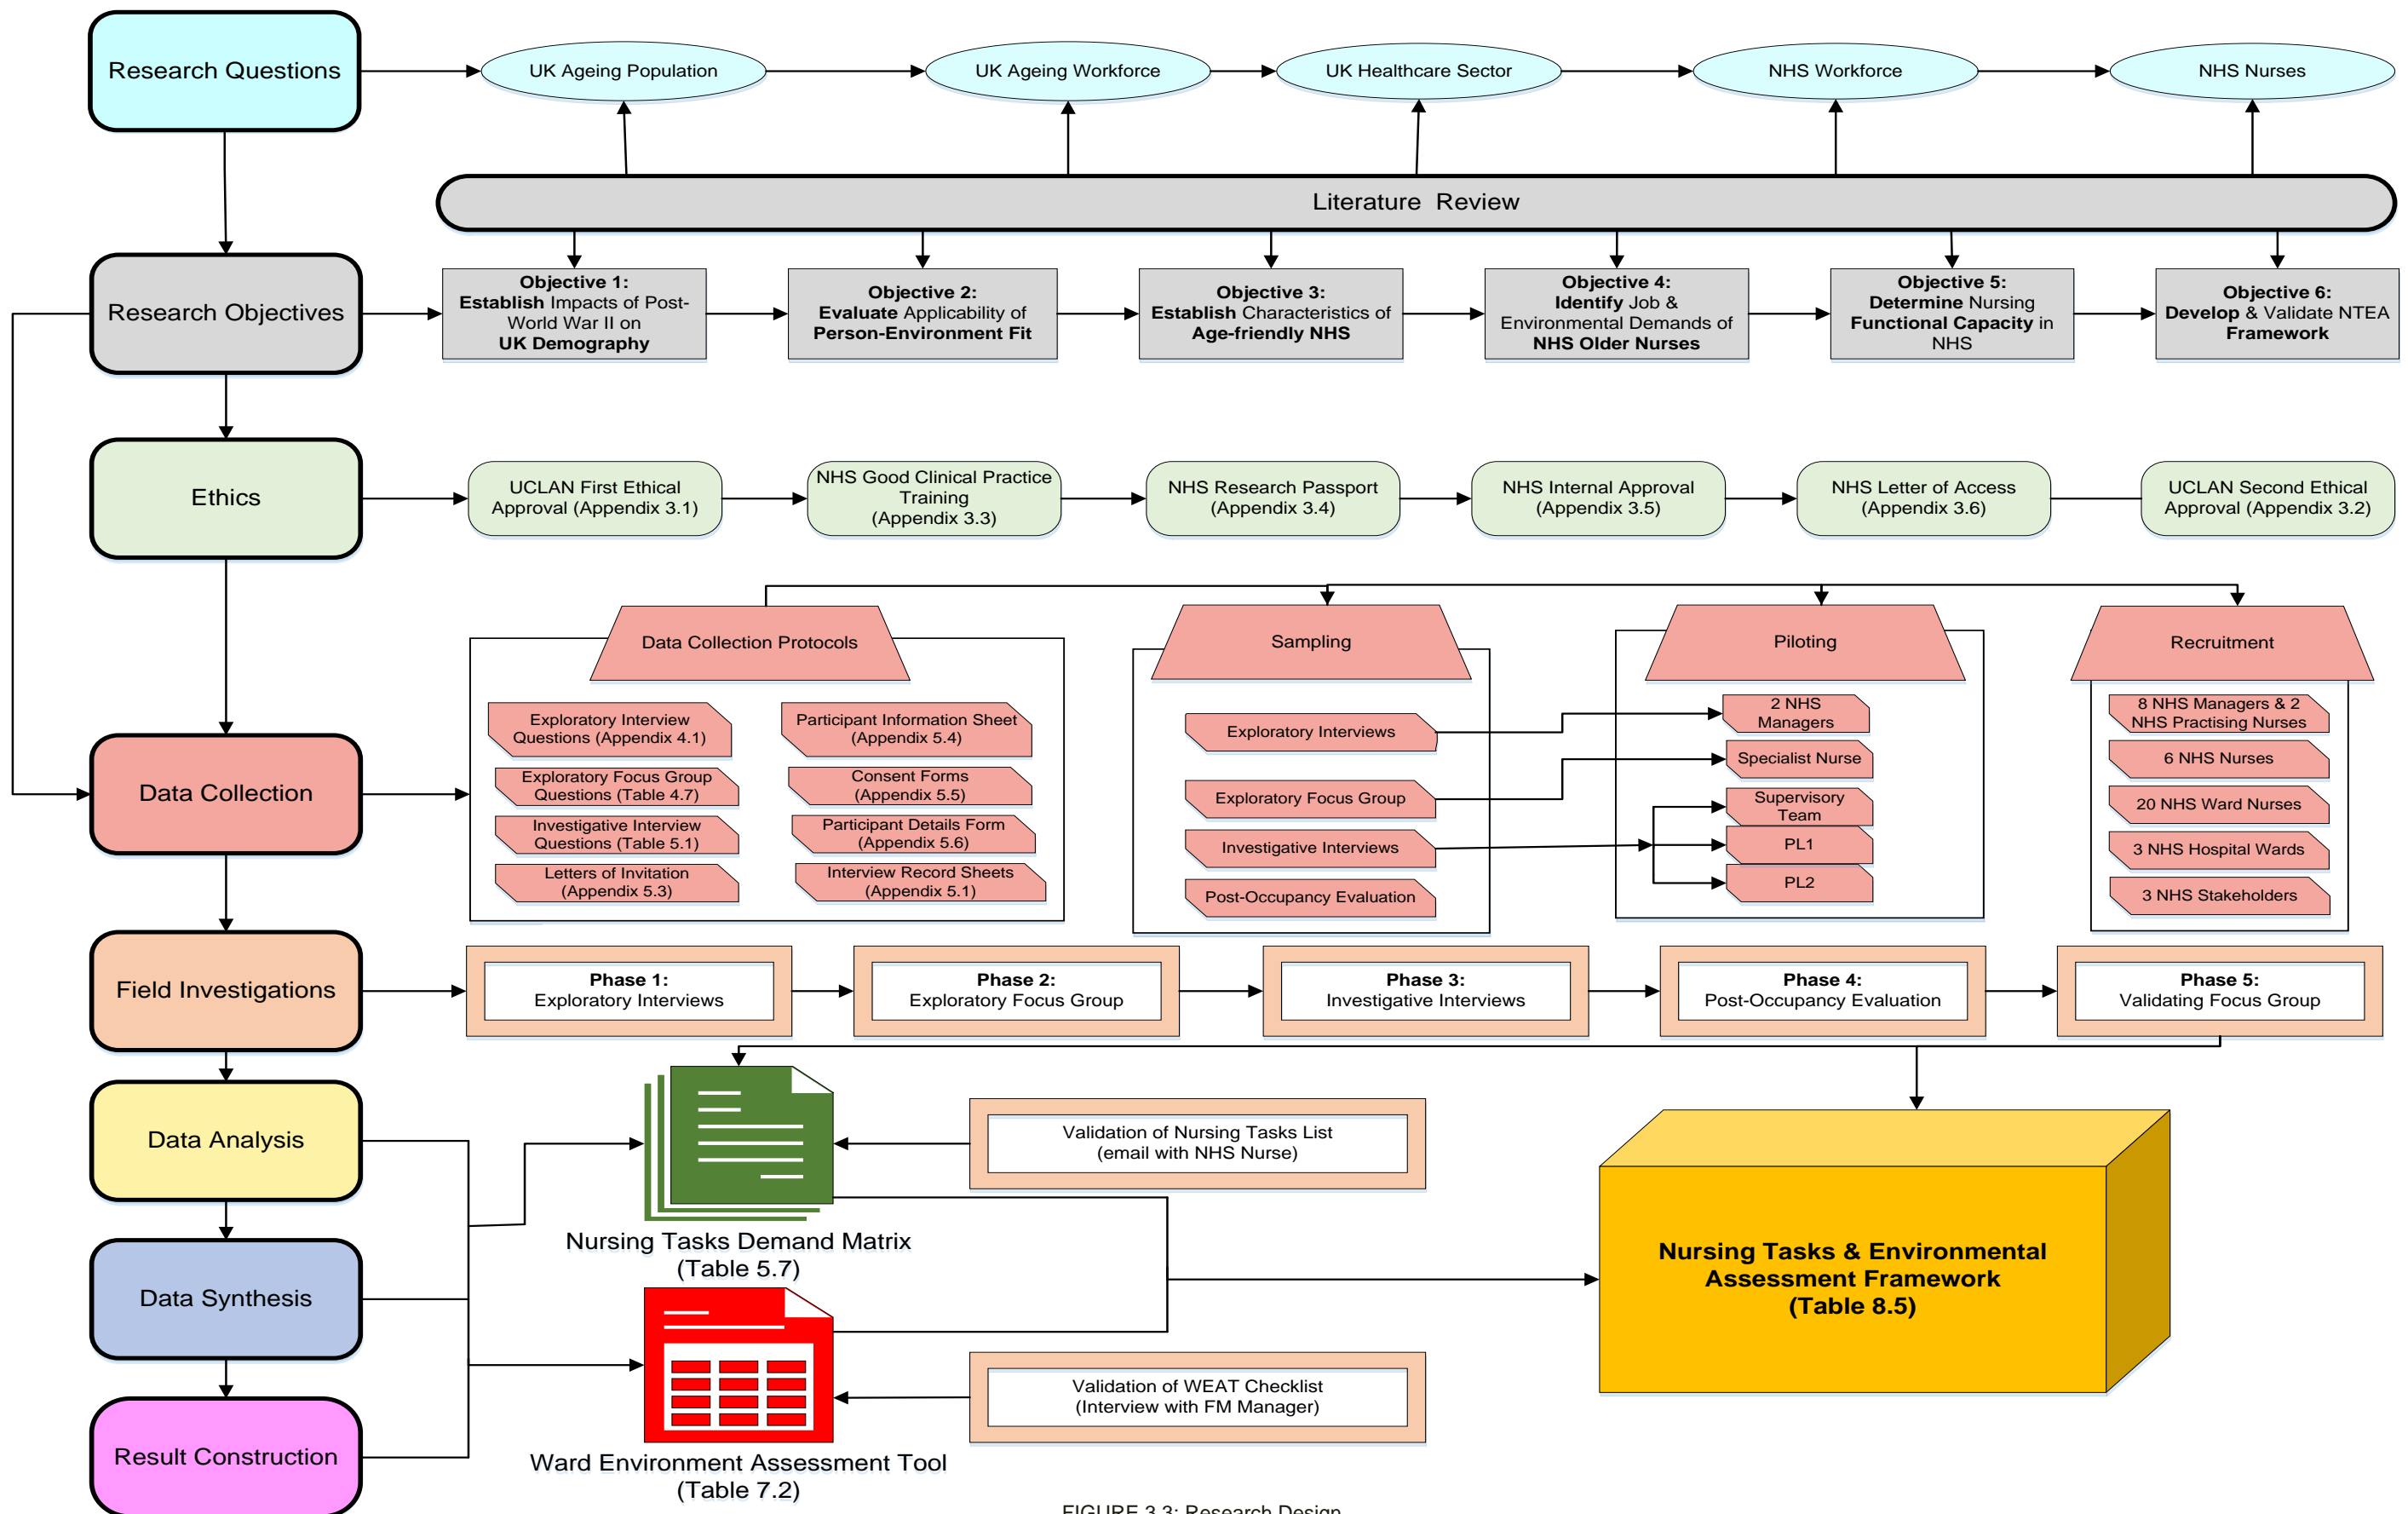 Research Questions
UK Ageing Population
UK Ageing Workforce
UK Healthcare Sector
NHS Workforce
NHS Nurses
Literature Review
Research Objectives
Objective 1:
Establish Impacts of Post-
World War II on
UK Demography
Objective 2:
Evaluate Applicability of
Person-Environment Fit
Objective 3:
Establish Characteristics of
Age-friendly NHS
Objective 4:
Identify Job &
Environmental Demands of
NHS Older Nurses
Objective 5:
Determine Nursing
Functional Capacity in
NHS
Objective 6:
Develop & Validate NTEA
Framework
Ethics
UCLAN First Ethical
Approval (Appendix 3.1)
NHS Good Clinical Practice
Training
(Appendix 3.3)
NHS Research Passport
(Appendix 3.4)
NHS Internal Approval
(Appendix 3.5)
NHS Letter of Access
(Appendix 3.6)
UCLAN Second Ethical
Approval (Appendix 3.2)
Data Collection
Data Collection Protocols
Exploratory Interview
Questions (Appendix 4.1)
Exploratory Focus Group
Questions (Table 4.7)
Investigative Interview
Questions (Table 5.1)
Letters of Invitation
(Appendix 5.3)
Participant Information Sheet
(Appendix 5.4)
Consent Forms
(Appendix 5.5)
Participant Details Form
(Appendix 5.6)
Interview Record Sheets
(Appendix 5.1)
Sampling
Exploratory Interviews
Exploratory Focus Group
Investigative Interviews
Post-Occupancy Evaluation
Piloting
2 NHS
Managers
Specialist Nurse
Supervisory
Team
PL1
PL2
Recruitment
8 NHS Managers & 2
NHS Practising Nurses
6 NHS Nurses
20 NHS Ward Nurses
3 NHS Hospital Wards
3 NHS Stakeholders
Field Investigations
Phase 1:
Exploratory Interviews
Phase 2:
Exploratory Focus Group
Phase 3:
Investigative Interviews
Phase 4:
Post-Occupancy Evaluation
Phase 5:
Validating Focus Group
Data Analysis
Data Synthesis
Result Construction
Nursing Tasks Demand Matrix
(Table 5.7)
Validation of Nursing Tasks List
(email with NHS Nurse)
Ward Environment Assessment Tool
(Table 7.2)
Validation of WEAT Checklist
(Interview with FM Manager)
Nursing Tasks & Environmental
Assessment Framework
(Table 8.5)
FIGURE 3.3: Research Design